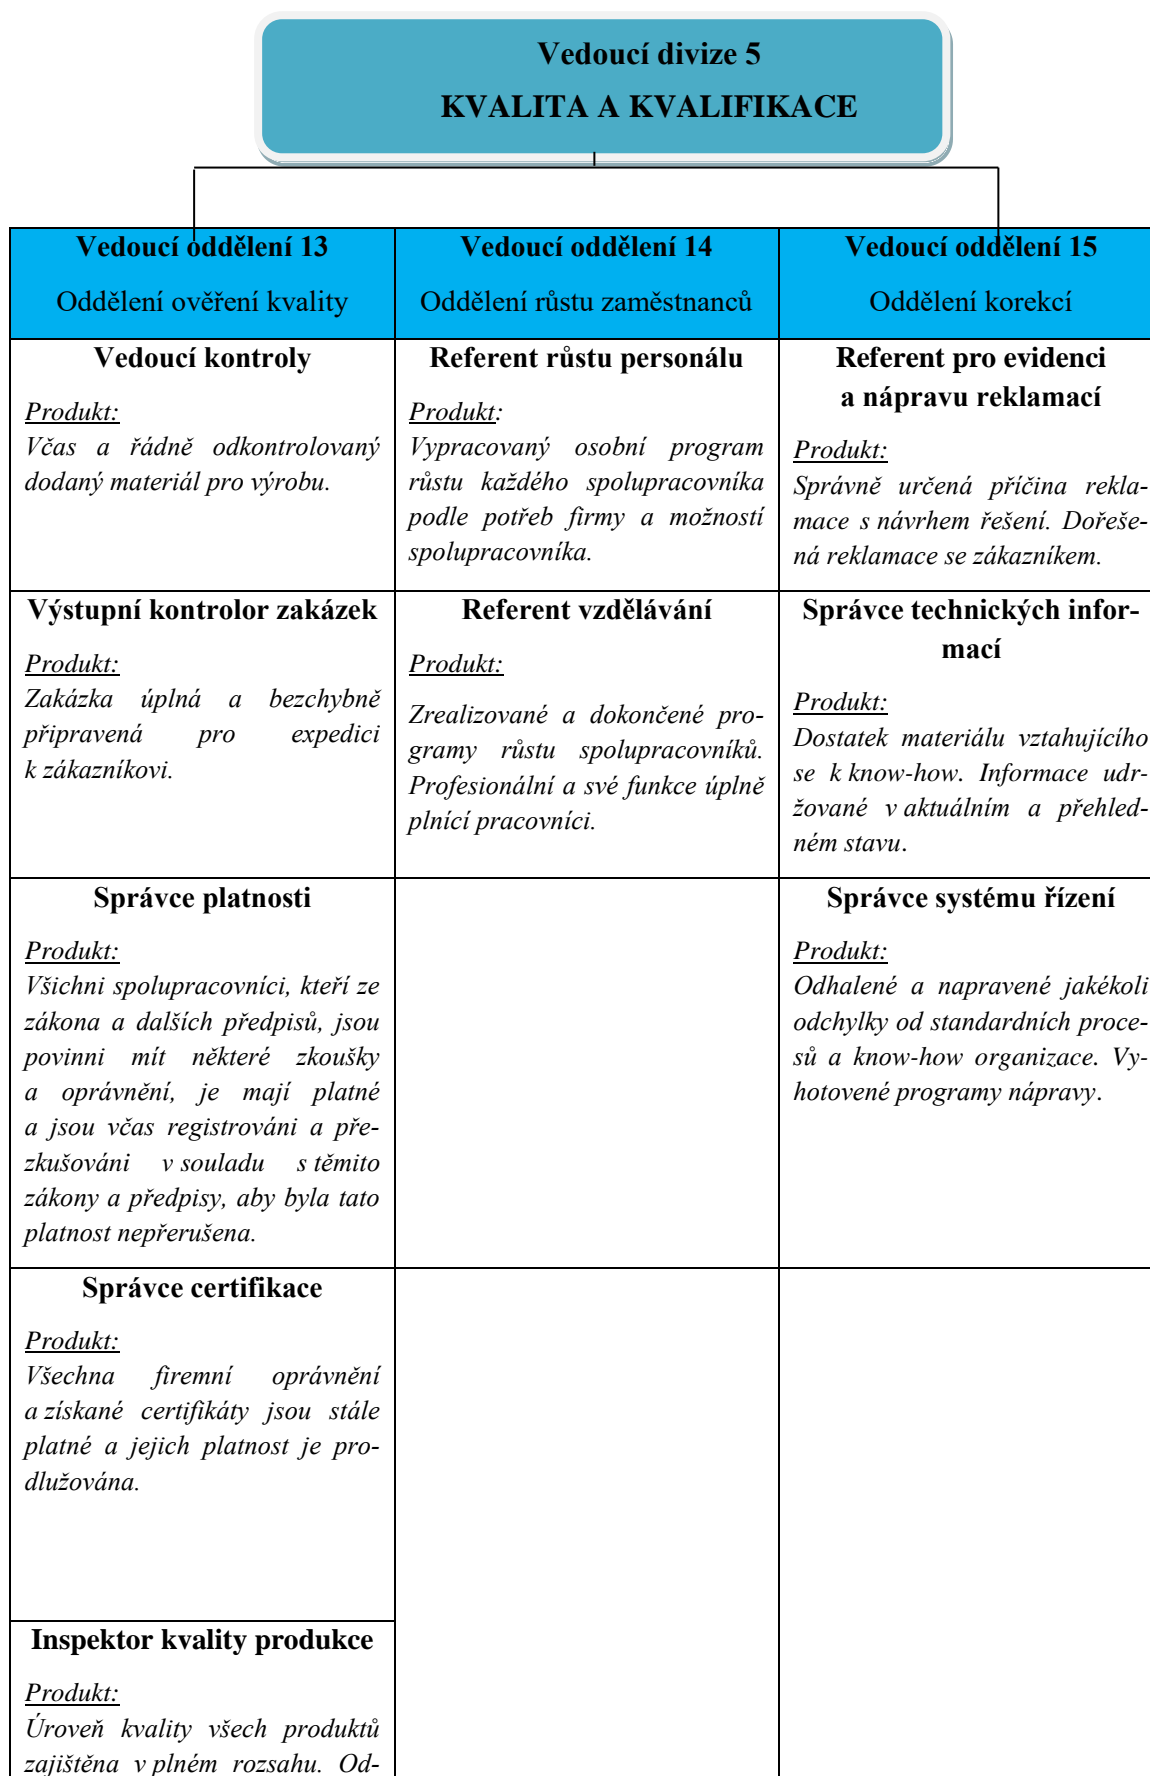 Vedoucí divize 5
KVALITA A KVALIFIKACE
Vedoucí oddělení 13
Oddělení ověření kvality
Vedoucí oddělení 14
Oddělení růstu zaměstnanců
Vedoucí oddělení 15
Oddělení korekcí
Vedoucí kontroly
Produkt:
Včas a řádně odkontrolovaný
dodaný materiál pro výrobu.
Referent růstu personálu
Produkt:
Vypracovaný osobní program
růstu každého spolupracovníka
podle potřeb firmy a možností
spolupracovníka.
Referent pro evidenci
a nápravu reklamací
Produkt:
Správně určená příčina rekla-
mace s návrhem řešení. Dořeše-
ná reklamace se zákazníkem.
Výstupní kontrolor zakázek
Produkt:
Zakázka úplná a bezchybně
připravená pro expedici
k zákazníkovi.
Referent vzdělávání
Produkt:
Zrealizované a dokončené pro-
gramy růstu spolupracovníků.
Profesionální a své funkce úplně
plnící pracovníci.
Správce technických infor-
mací
Produkt:
Dostatek materiálu vztahujícího
se k know-how. Informace udr-
žované v aktuálním a přehled-
ném stavu.
Správce platnosti
Produkt:
Všichni spolupracovníci, kteří ze
zákona a dalších předpisů, jsou
povinni mít některé zkoušky
a oprávnění, je mají platné
a jsou včas registrováni a pře-
zkušováni v souladu s těmito
zákony a předpisy, aby byla tato
platnost nepřerušena.
Správce systému řízení
Produkt:
Odhalené a napravené jakékoli
odchylky od standardních proce-
sů a know-how organizace. Vy-
hotovené programy nápravy.
Správce certifikace
Produkt:
Všechna firemní oprávnění
a získané certifikáty jsou stále
platné a jejich platnost je pro-
dlužována.
Inspektor kvality produkce
Produkt:
Úroveň kvality všech produktů
zajištěna v plném rozsahu. Od-